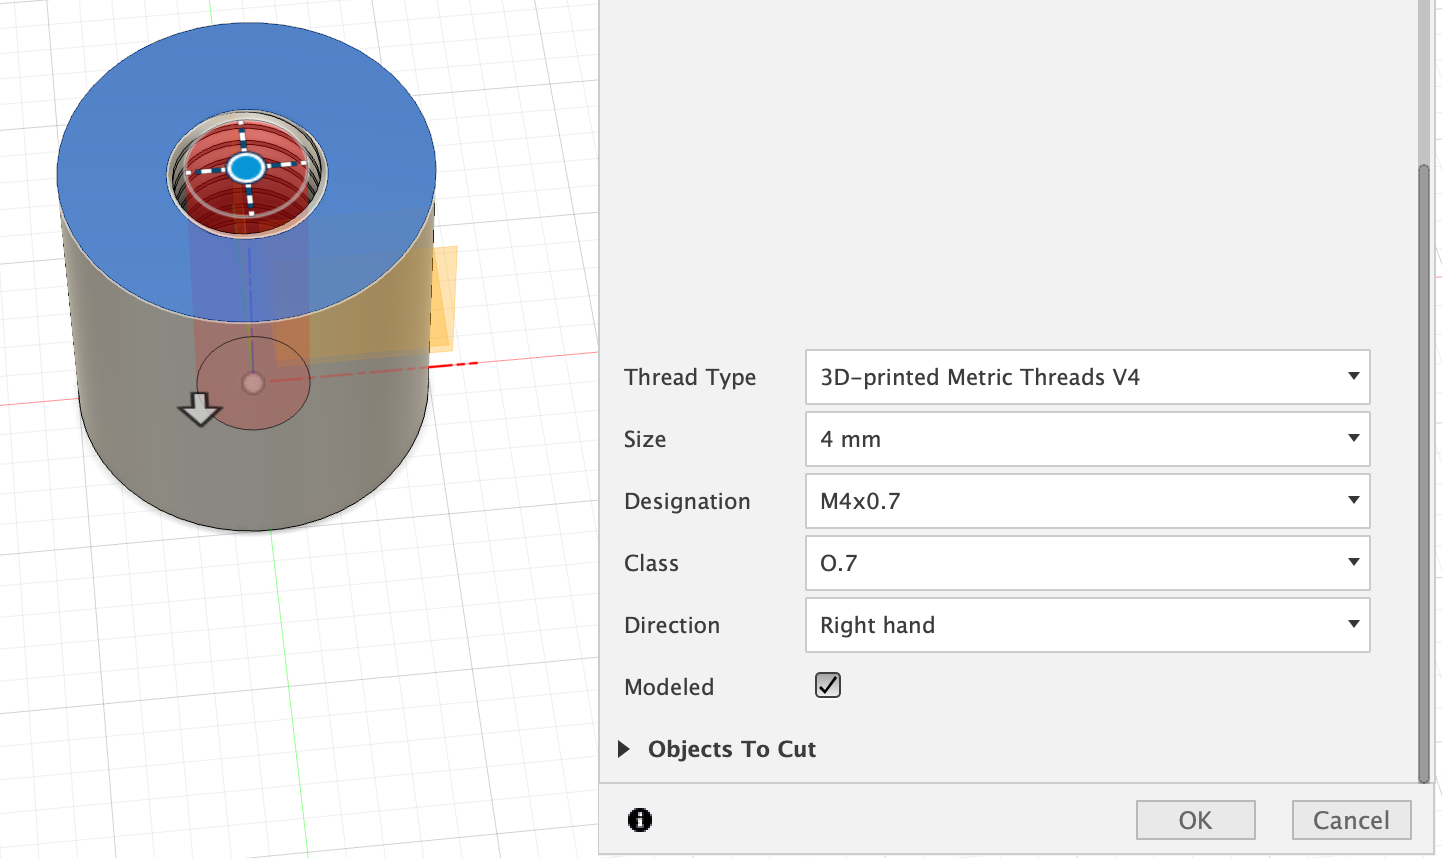 Thread Type 3D-printed Metric Threads V4
Size 4 mm
Designation M4x0.7
Class O.7
Direction Right hand
Modeled
Objects To Cut
OK Cancel